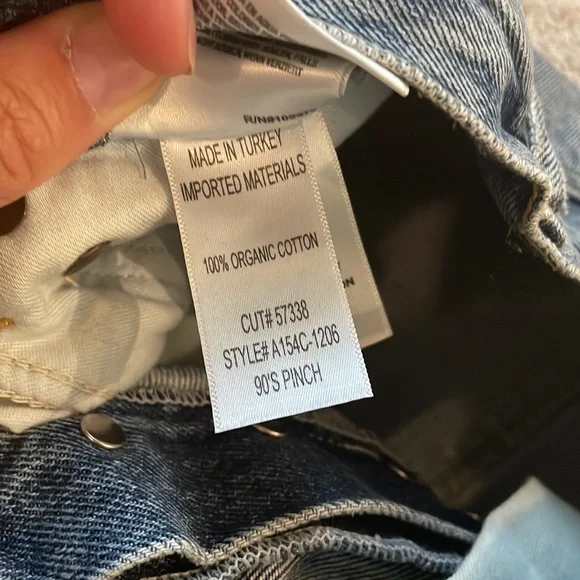 MADE IN TURKEY
IMPORTED MATERIALS
100% ORGANIC COTTON
CUT# 57338
STYLE# A154C-1206
90'S PINCH